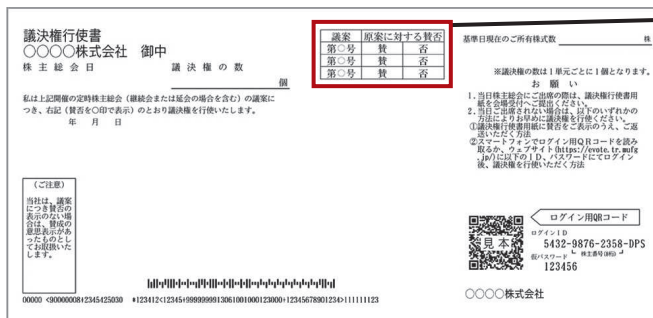 議決権行使書
○○○○株式会社 御中
株主総会日 議決権の数
個
私は上記開催の定時株主総会（継続会または延会の場合を含む）の議案に
つき、右記（賛否を○印で表示）のとおり議決権を行使いたします。
年 月 日
議案 原案に対する賛否
第○号 賛 否
第○号 賛 否
第○号 賛 否
（ご注意）
当社は、議案
につき賛否の
表示のない場
合は、賛成の
意思表示があ
ったものとし
てお取扱いた
します。
00000 <90000008+2345425030 *123412<12345+999999991306100100012300​0+12345678901234>111111123
基準日現在のご所有株式数 株
※議決権の数は1単元ごとに1個となります。
お願い
1. 当日株主総会にご出席の際は、議決権行使書用
紙を会場受付へご提出ください。
2. 当日ご出席されない場合は、以下のいずれかの
方法によりお早めに議決権を行使ください。
①議決権行使書用紙に賛否をご表示のうえ、ご返
送いただく方法
②スマートフォンでログイン用QRコードを読み
取るか、ウェブサイト(https://evote.tr.mufg
.jp/)に以下のID、パスワードにてログイン
後、議決権を行使いただく方法
見本
ログイン用QRコード
ログインID
5432-9876-2358-DPS
仮パスワード 株主番号(8桁)
123456
○○○○株式会社